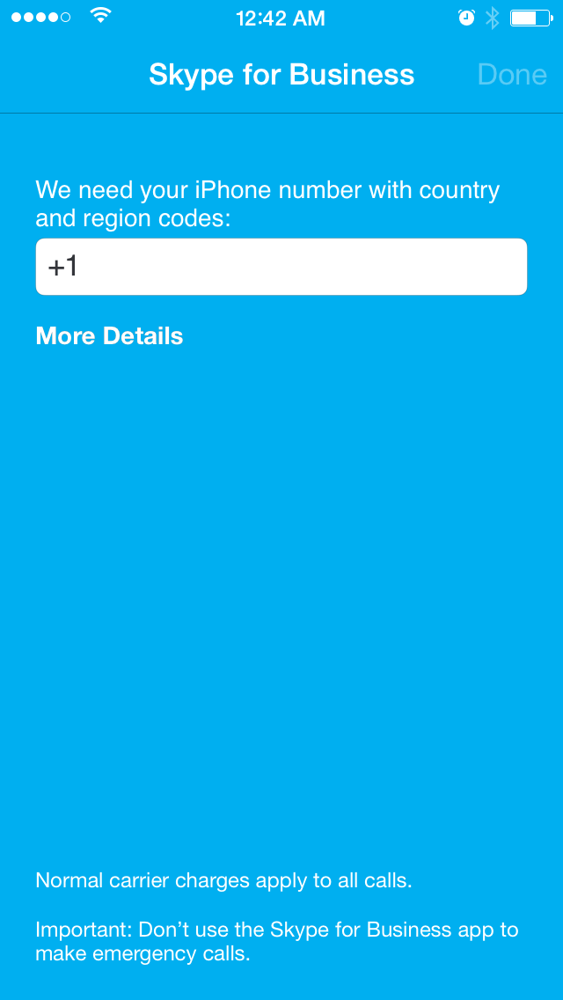 12:42 AM
Skype for Business
Done
We need your iPhone number with country
and region codes:
+1
More Details
Normal carrier charges apply to all calls.
Important: Don’t use the Skype for Business app to
make emergency calls.